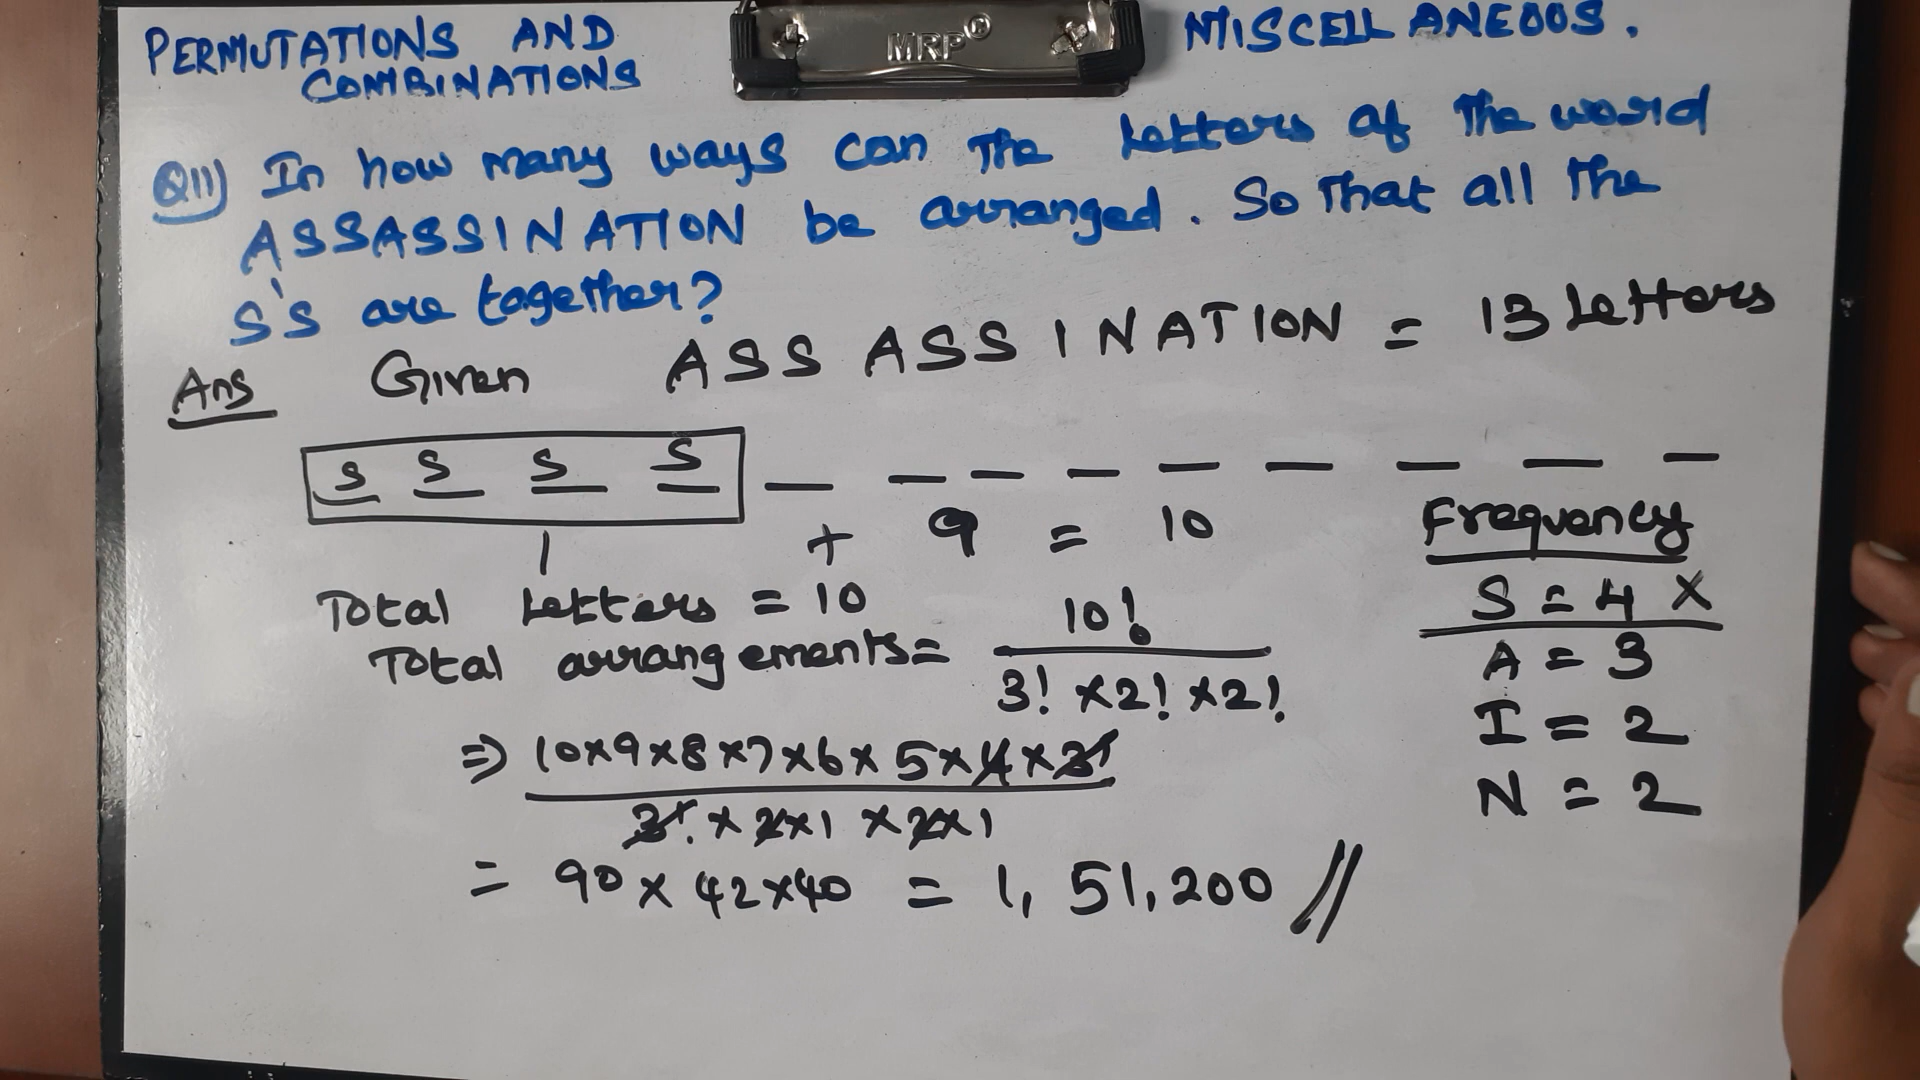 PERMUTATIONS AND
COMBINATIONS
MRP©
MISCELLANEOUS.
Q11) In how many ways can the Letters of the word
ASSASSINATION be arranged. So that all the
S's are together?
Ans Given ASSASSINATION = 13 Letters
S S S S _ _ _ _ _ _ _ _ _
1 + 9 = 10
Total Letters = 10
Total arrangements = 10!
3! ×2! ×2!
⇒ 10×9×8×7×6×5×4×3!
3! × 2×1 × 2×1
= 90 × 42 ×40 = 1,51,200 //
Frequency
S = 4 X
A = 3
I = 2
N = 2